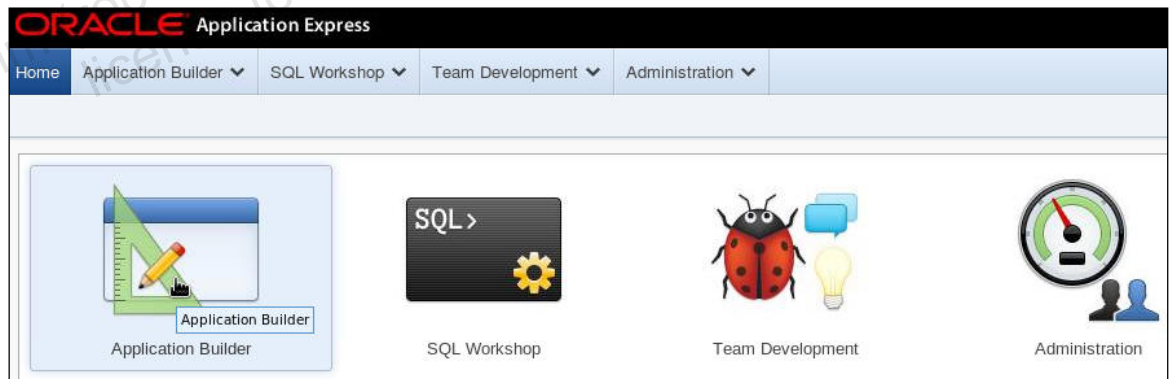 ORACLE Application Express
Home Application Builder SQL Workshop Team Development Administration
SQL>
Application Builder
Application Builder SQL Workshop Team Development Administration